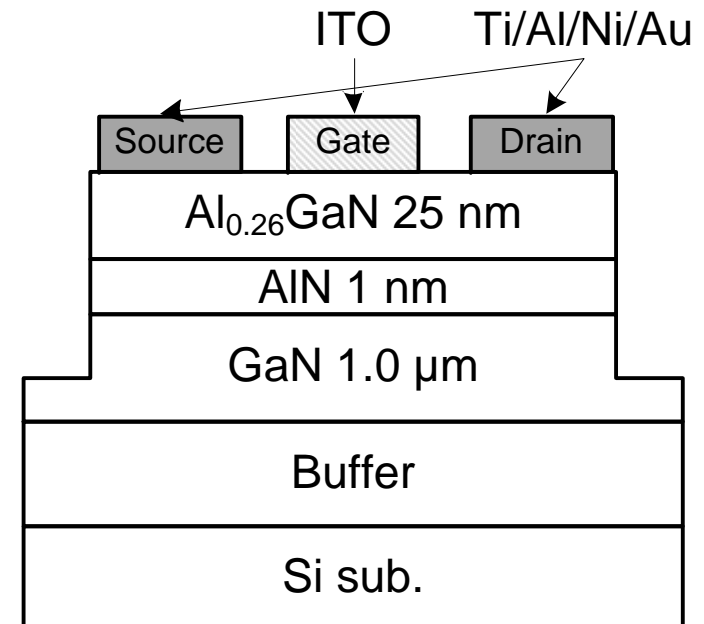 ITO Ti/Al/Ni/Au
Source Gate Drain
Al₀.₂₆GaN 25 nm
AlN 1 nm
GaN 1.0 μm
Buffer
Si sub.